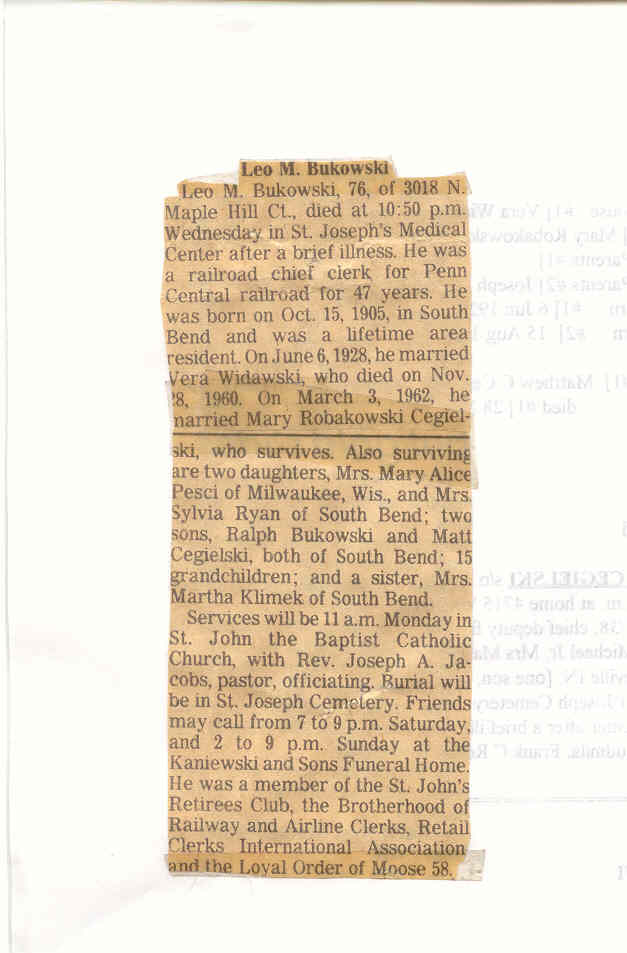 Leo M. Bukowski
Leo M. Bukowski, 76, of 3018 N.
Maple Hill Ct., died at 10:50 p.m.
Wednesday in St. Joseph's Medical
Center after a brief illness. He was
a railroad chief clerk for Penn
Central railroad for 47 years. He
was born on Oct. 15, 1905, in South
Bend and was a lifetime area
resident. On June 6, 1928, he married
Vera Widawski, who died on Nov.
28, 1960. On March 3, 1962, he
married Mary Robakowski Cegiel-
ski, who survives. Also surviving
are two daughters, Mrs. Mary Alice
Pesci of Milwaukee, Wis., and Mrs.
Sylvia Ryan of South Bend; two
sons, Ralph Bukowski and Matt
Cegielski, both of South Bend; 15
grandchildren; and a sister, Mrs.
Martha Klimek of South Bend.
Services will be 11 a.m. Monday in
St. John the Baptist Catholic
Church, with Rev. Joseph A. Ja-
cobs, pastor, officiating. Burial will
be in St. Joseph Cemetery. Friends
may call from 7 to 9 p.m. Saturday,
and 2 to 9 p.m. Sunday at the
Kaniewski and Sons Funeral Home.
He was a member of the St. John's
Retirees Club, the Brotherhood of
Railway and Airline Clerks, Retail
Clerks International Association
and the Loyal Order of Moose 58.